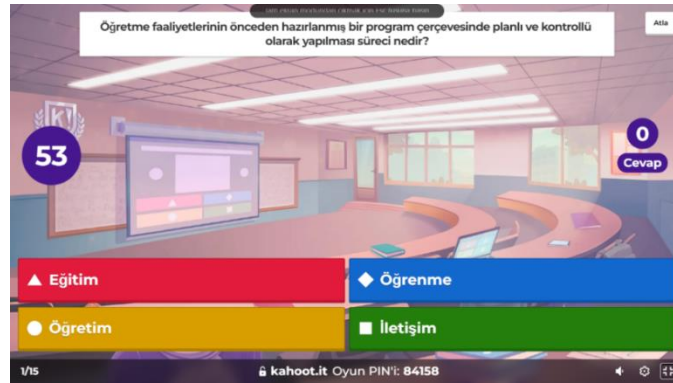 Öğretme faaliyetlerinin önceden hazırlanmış bir program çerçevesinde planlı ve kontrollü
olarak yapılması süreci nedir?
Atla
53
0
Cevap
Eğitim
Öğrenme
Öğretim
İletişim
1/15
kahoot.it Oyun PIN'i: 84158